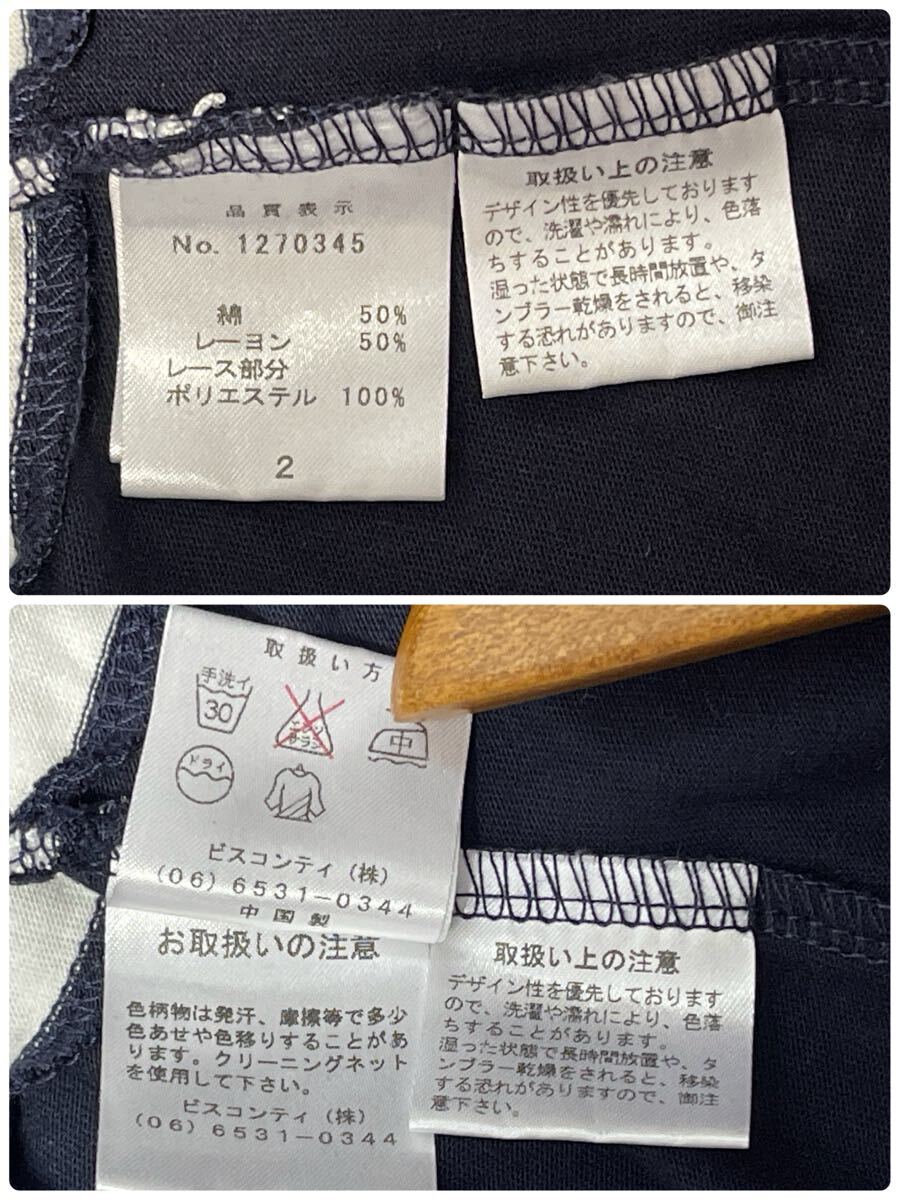 品質表示
No. 1270345
綿 50%
レーヨン 50%
レース部分
ポリエステル 100%
2
取扱い上の注意
デザイン性を優先しております
ので、洗濯や濡れにより、色落
ちすることがあります。
湿った状態で長時間放置や、タ
ンブラー乾燥をされると、移染
する恐れがありますので、御注
意下さい。
取扱い方
手洗イ
30
エンソ
サラシ
中
ドライ
ビスコンティ(株)
(06)6531-0344
中国製
お取扱いの注意
色柄物は発汗、摩擦等で多少
色あせや色移りすることがあ
ります。クリーニングネット
を使用して下さい。
ビスコンティ(株)
(06)6531-0344
取扱い上の注意
デザイン性を優先しております
ので、洗濯や濡れにより、色落
ちすることがあります。
湿った状態で長時間放置や、タ
ンブラー乾燥をされると、移染
する恐れがありますので、御注
意下さい。